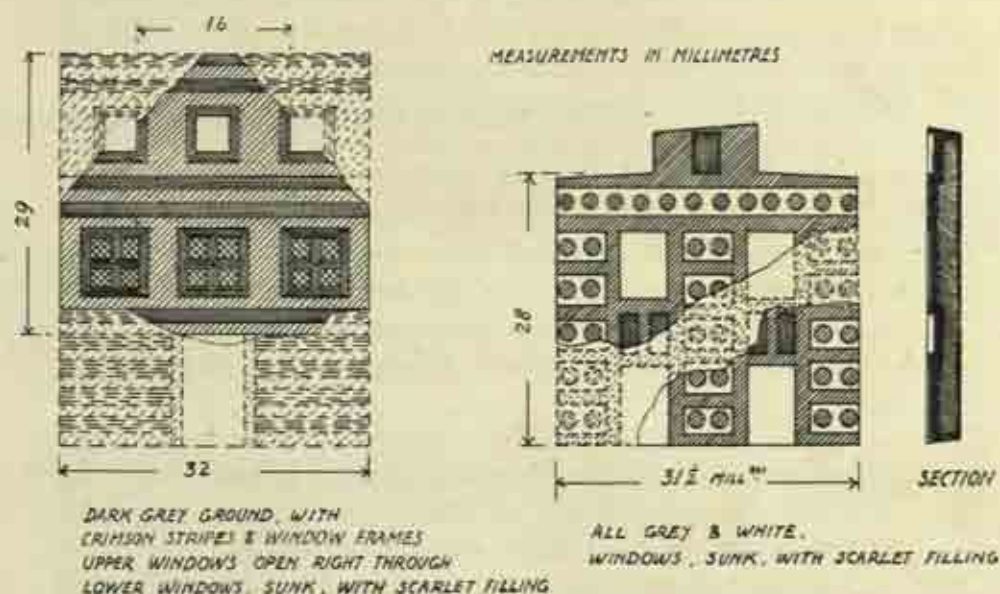 16
MEASUREMENTS IN MILLIMETRES
29
28
32
31½ MILL
SECTION
DARK GREY GROUND, WITH
CRIMSON STRIPES & WINDOW FRAMES
UPPER WINDOWS OPEN RIGHT THROUGH
LOWER WINDOWS, SUNK, WITH SCARLET FILLING
ALL GREY & WHITE.
WINDOWS, SUNK, WITH SCARLET FILLING